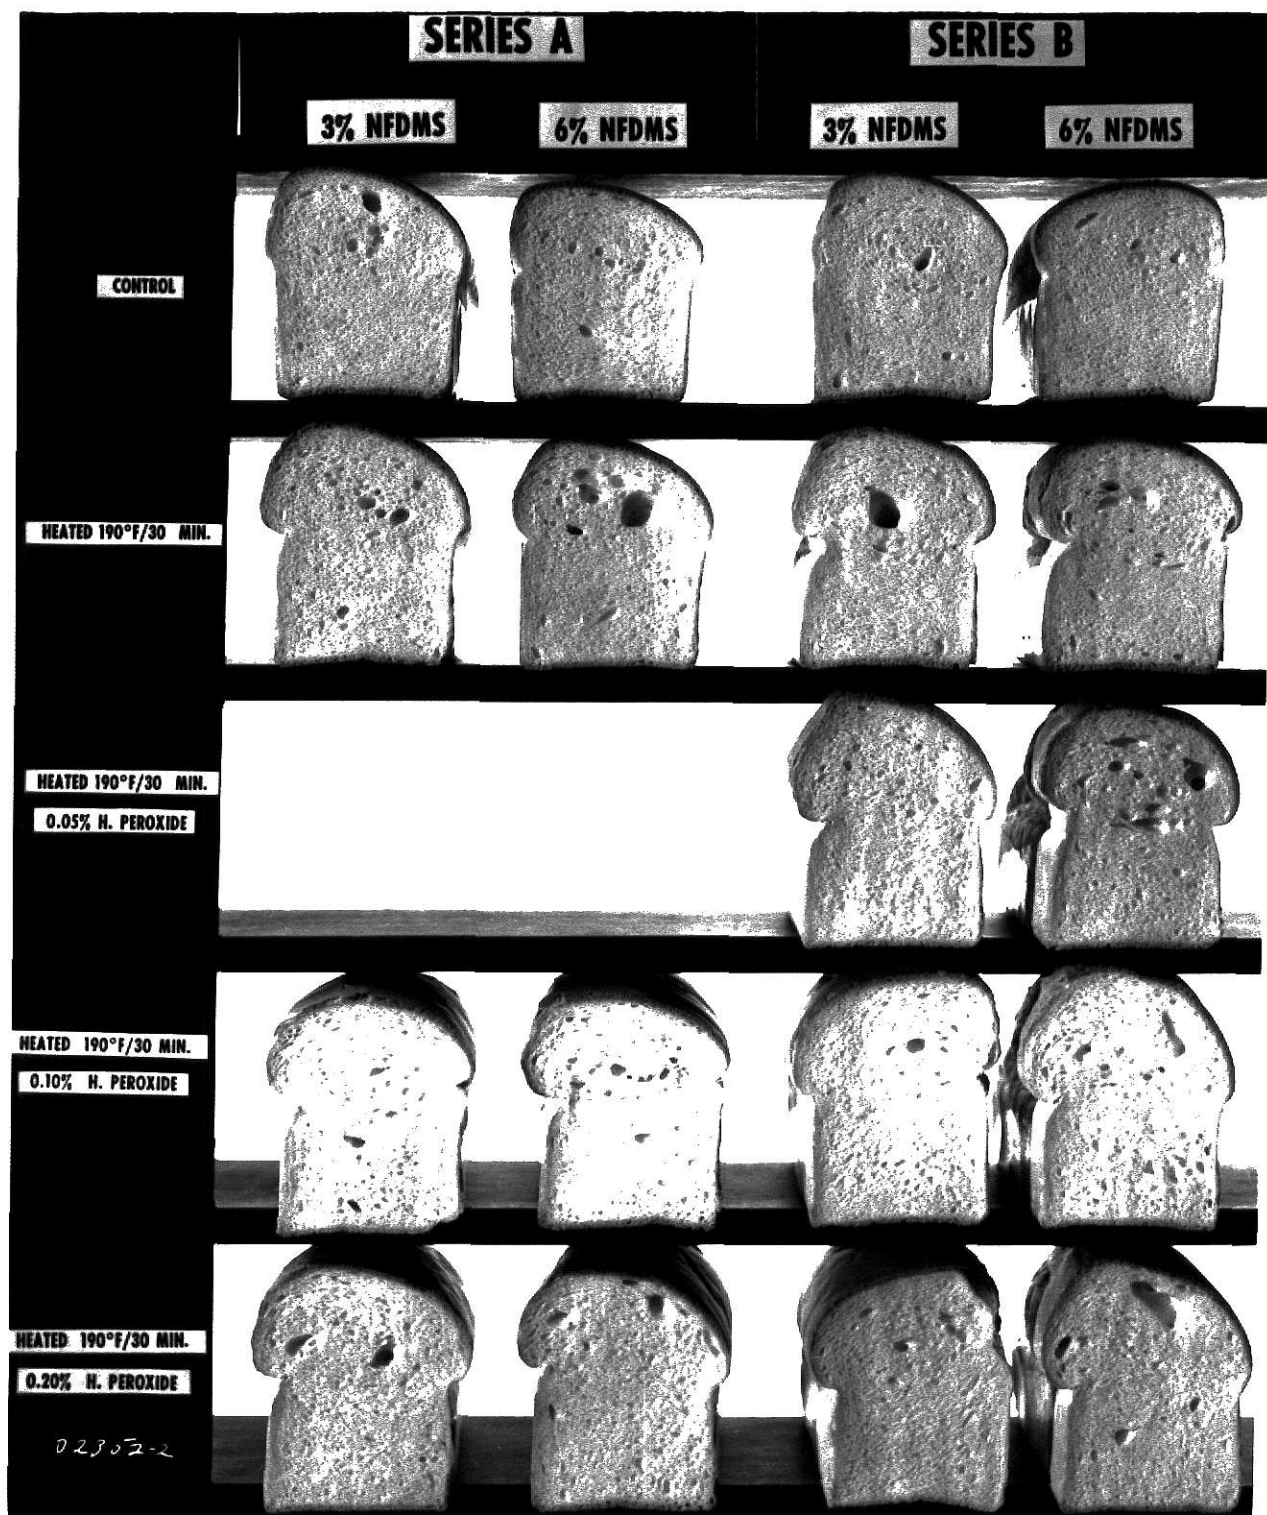 SERIES A
SERIES B
3% NFDMS
6% NFDMS
3% NFDMS
6% NFDMS
CONTROL
HEATED 190°F/30 MIN.
HEATED 190°F/30 MIN.
0.05% H. PEROXIDE
HEATED 190°F/30 MIN.
0.10% H. PEROXIDE
HEATED 190°F/30 MIN.
0.20% H. PEROXIDE